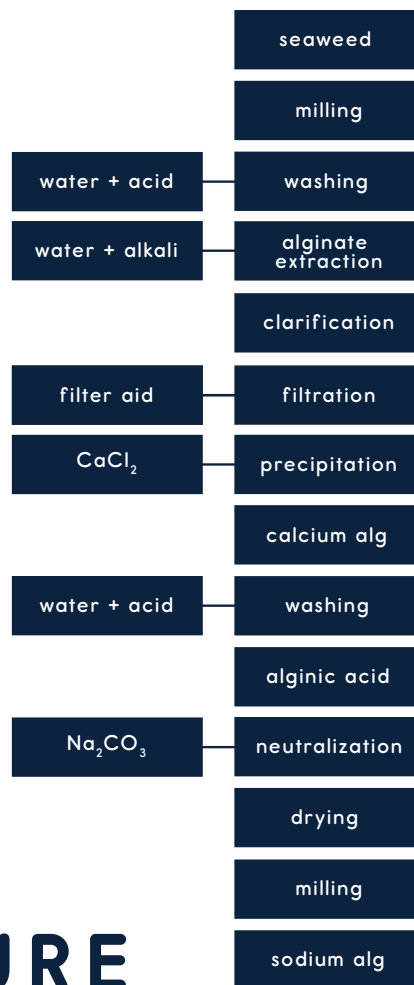 seaweed
milling
water + acid
washing
water + alkali
alginate
extraction
clarification
filter aid
filtration
CaCl₂
precipitation
calcium alg
water + acid
washing
alginic acid
Na₂CO₃
neutralization
drying
milling
URE
sodium alg